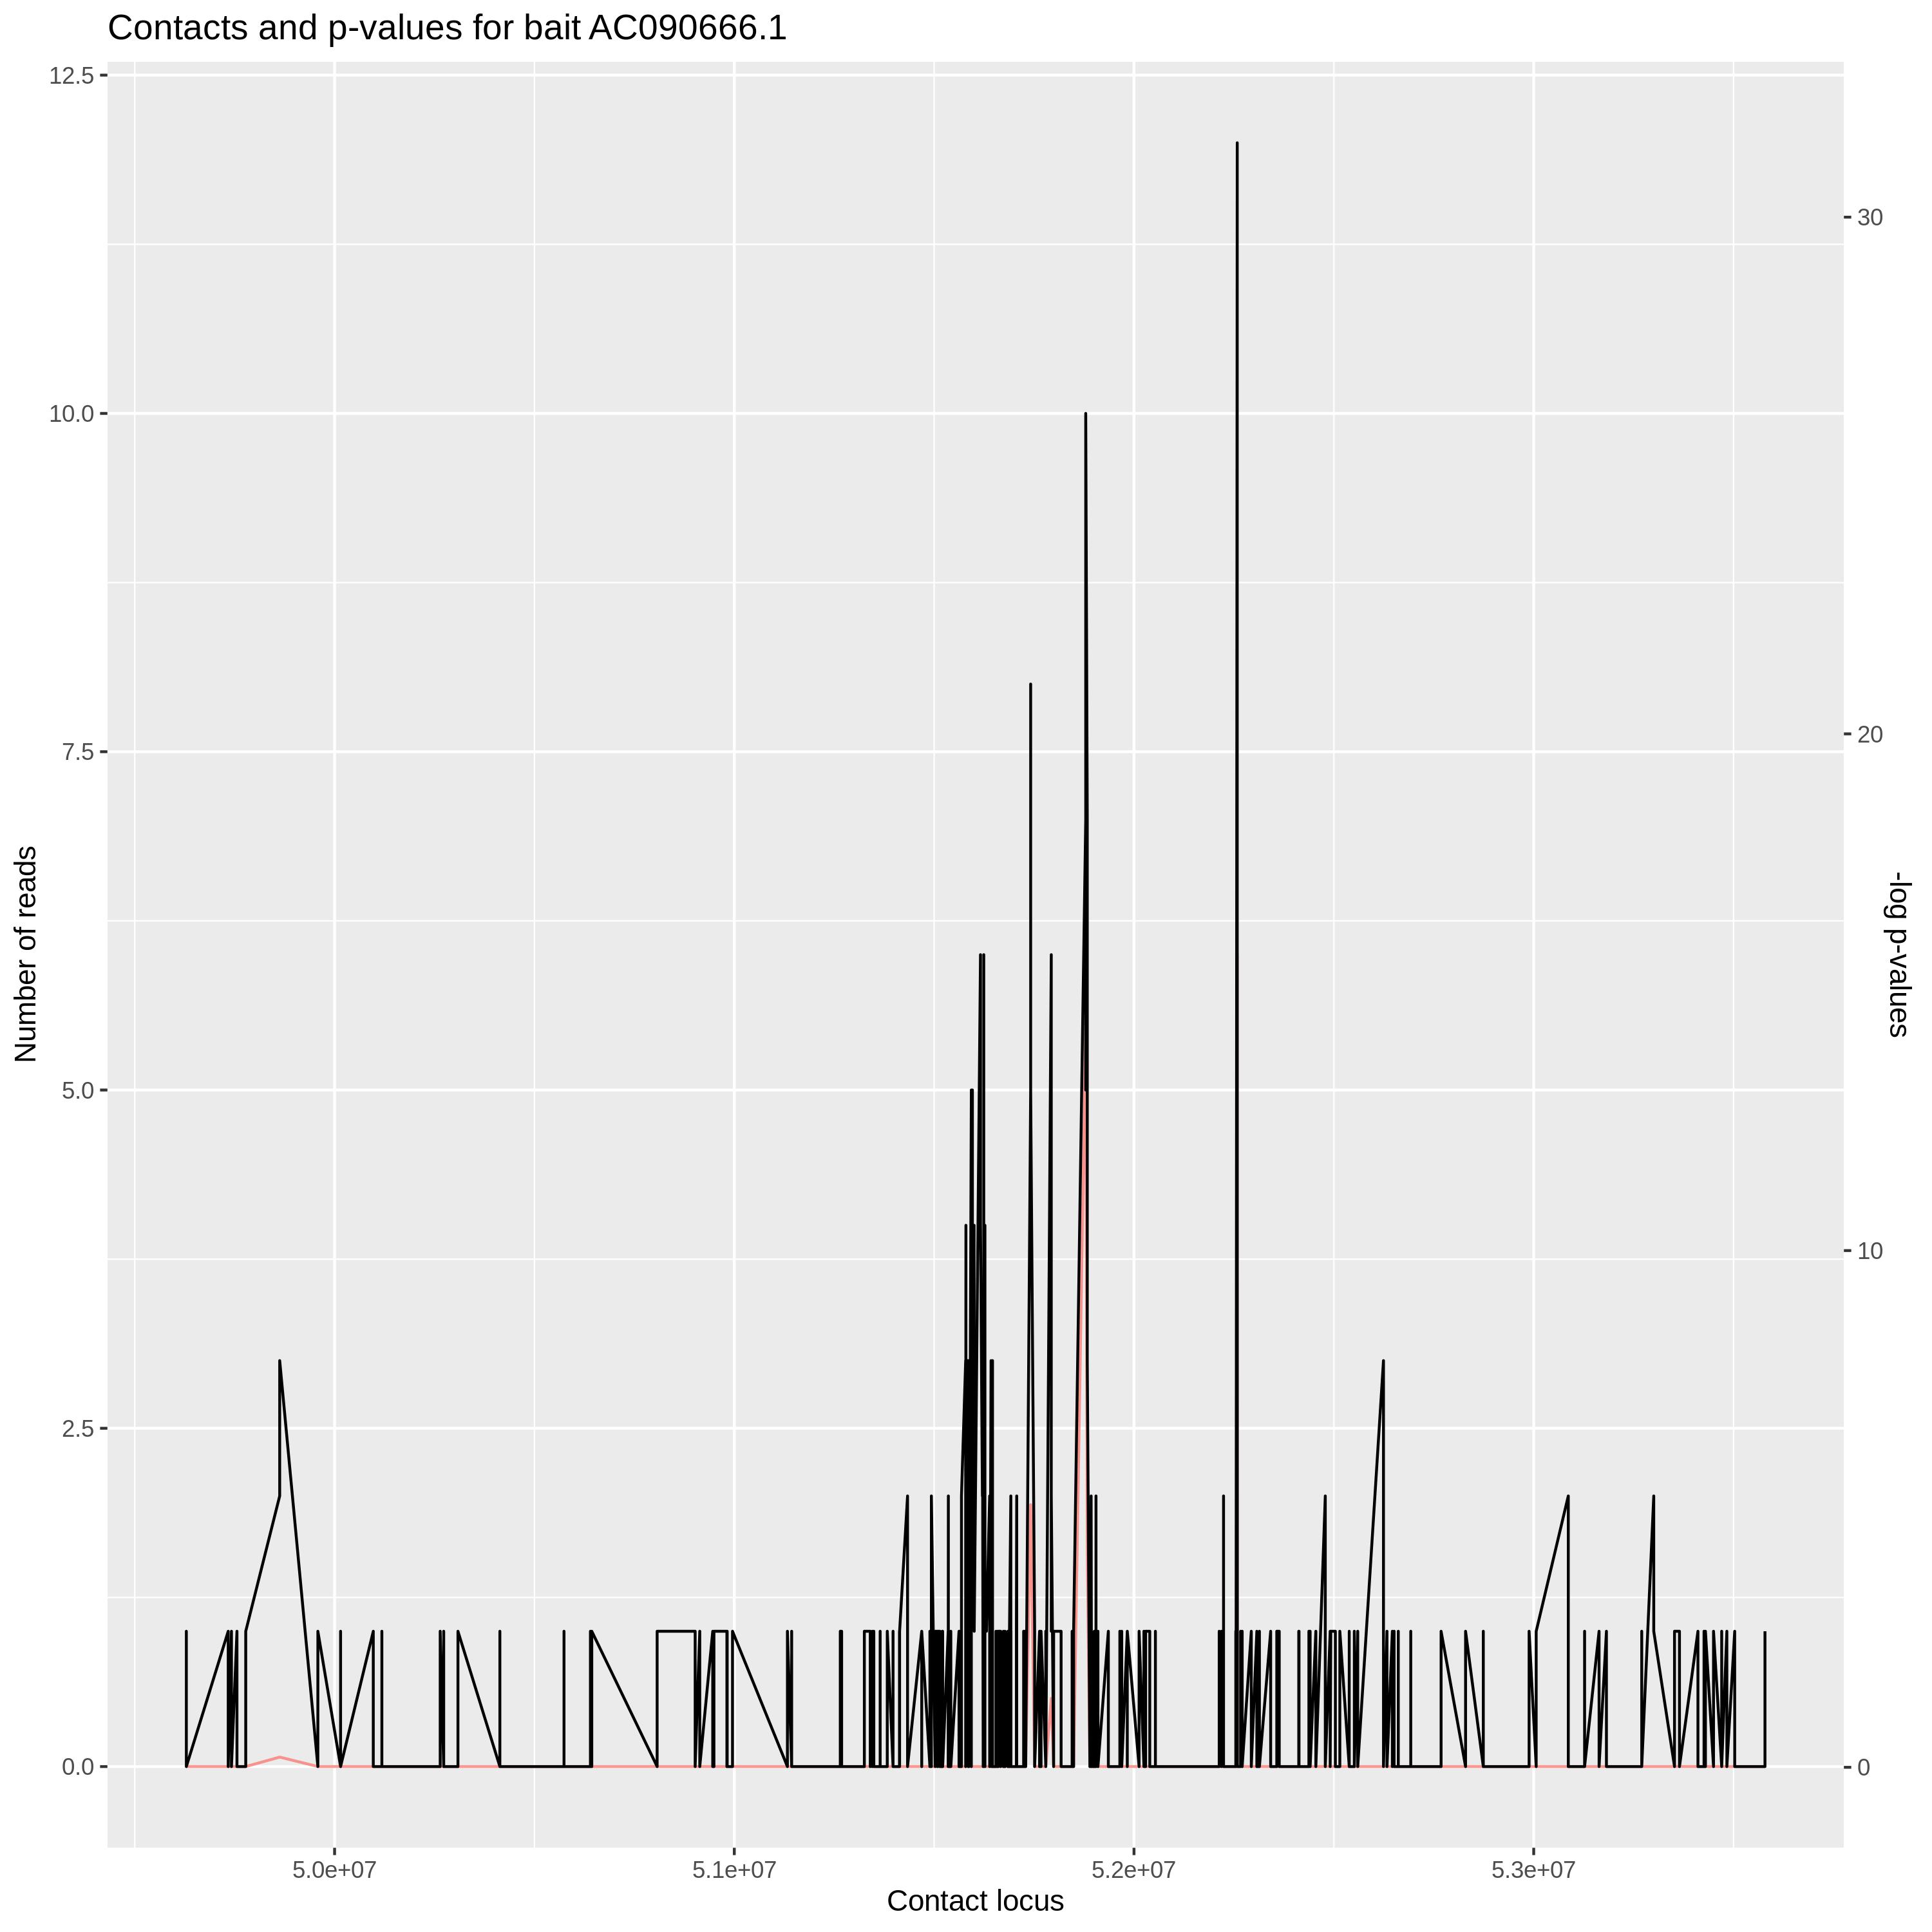 Contacts and p-values for bait AC090666.1
12.5
10.0
7.5
5.0
2.5
0.0
Number of reads
30
20
10
0
-log p-values
5.0e+07
5.1e+07
5.2e+07
5.3e+07
Contact locus